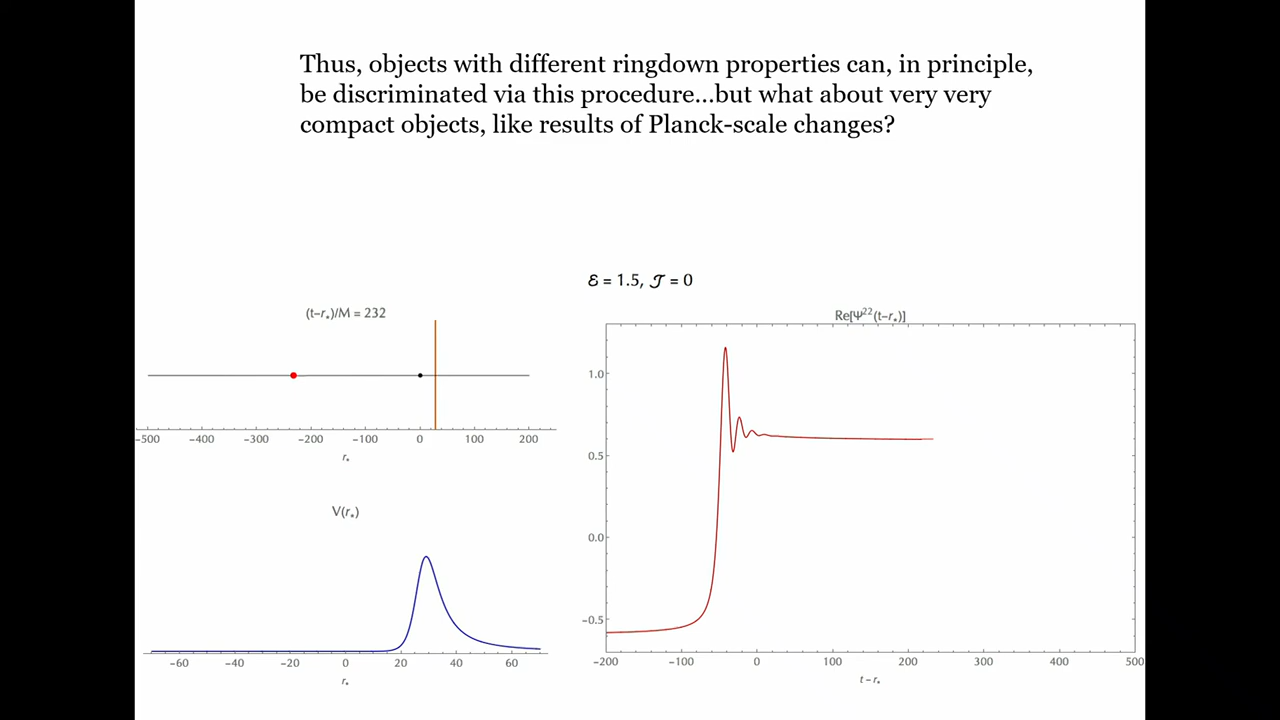 Thus, objects with different ringdown properties can, in principle,
be discriminated via this procedure...but what about very very
compact objects, like results of Planck-scale changes?
ℰ = 1.5, 𝒥 = 0
(t-r⋆)/M = 232
-500 -400 -300 -200 -100 0 100 200
r⋆
V(r⋆)
-60 -40 -20 0 20 40 60
r⋆
Re[Ψ²²(t-r⋆)]
1.0
0.5
0.0
-0.5
-200 -100 0 100 200 300 400 500
t - r⋆